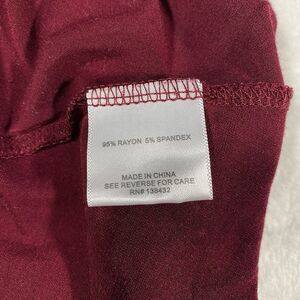 95% RAYON 5% SPANDEX
MADE IN CHINA
SEE REVERSE FOR CARE
RN# 138432